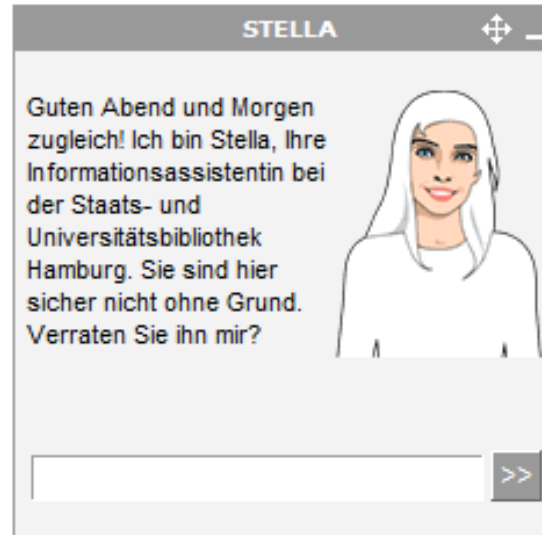 STELLA
Guten Abend und Morgen
zugleich! Ich bin Stella, Ihre
Informationsassistentin bei
der Staats- und
Universitätsbibliothek
Hamburg. Sie sind hier
sicher nicht ohne Grund.
Verraten Sie ihn mir?
>>